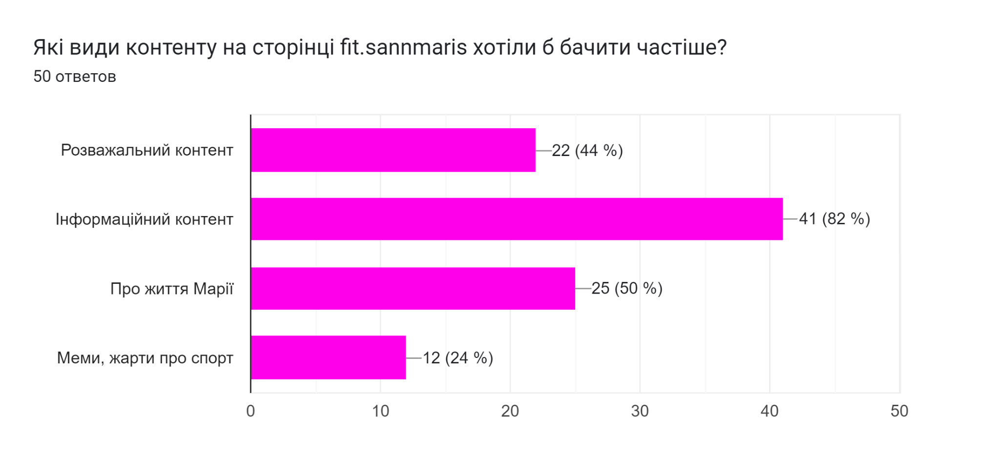 Які види контенту на сторінці fit.sannmaris хотіли б бачити частіше?
50 ответов
Розважальний контент
22 (44 %)
Інформаційний контент
41 (82 %)
Про життя Марії
25 (50 %)
Меми, жарти про спорт
12 (24 %)
0 10 20 30 40 50